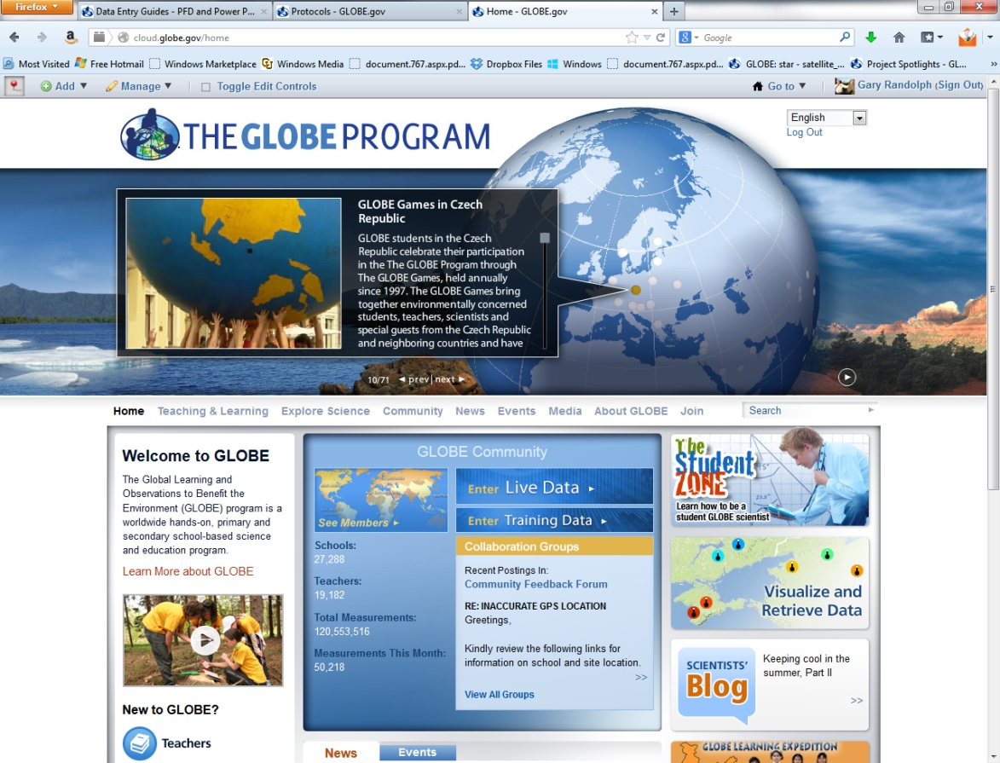 Firefox
Data Entry Guides - PFD and Power P...
Protocols - GLOBE.gov
Home - GLOBE.gov
cloud.globe.gov/home
Google
Most Visited
Free Hotmail
Windows Marketplace
Windows Media
document.767.aspx.pd...
Dropbox Files
Windows
document.767.aspx.pd...
GLOBE: star - satellite_...
Project Spotlights - GL...
Add
Manage
Toggle Edit Controls
Go to
Gary Randolph (Sign Out)
THE GLOBE PROGRAM
English
Log Out
GLOBE Games in Czech
Republic
GLOBE students in the Czech
Republic celebrate their participation
in the The GLOBE Program through
The GLOBE Games, held annually
since 1997. The GLOBE Games bring
together environmentally concerned
students, teachers, scientists and
special guests from the Czech Republic
and neighboring countries and have
10/71 prev | next
Home Teaching & Learning Explore Science Community News Events Media About GLOBE Join
Search
Welcome to GLOBE
The Global Learning and
Observations to Benefit the
Environment (GLOBE) program is a
worldwide hands-on, primary and
secondary school-based science
and education program.
Learn More about GLOBE
New to GLOBE?
Teachers
GLOBE Community
See Members
Schools:
27,288
Teachers:
19,182
Total Measurements:
120,553,516
Measurements This Month:
50,218
Enter Live Data
Enter Training Data
Collaboration Groups
Recent Postings In:
Community Feedback Forum
RE: INACCURATE GPS LOCATION
Greetings,
Kindly review the following links for
information on school and site location.
>>
View All Groups
News
Events
The
Student
ZONE
Learn how to be a
student GLOBE scientist
Visualize and
Retrieve Data
SCIENTISTS'
Blog
Keeping cool in the
summer, Part II
>>
GLOBE LEARNING EXPEDITION